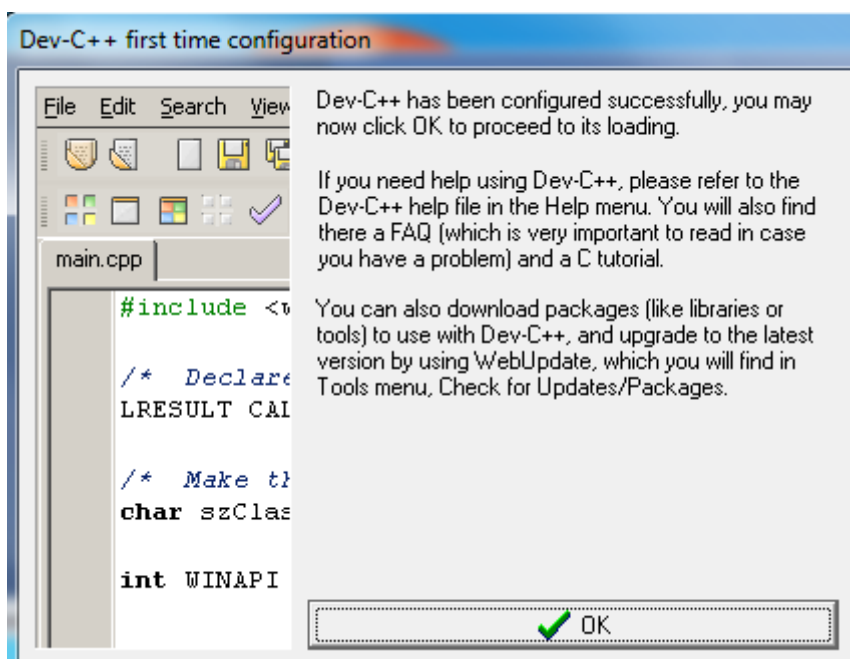 Dev-C++ first time configuration
File Edit Search View
main.cpp
#include <w
/* Declare
LRESULT CAL
/* Make th
char szClas
int WINAPI
Dev-C++ has been configured successfully, you may
now click OK to proceed to its loading.
If you need help using Dev-C++, please refer to the
Dev-C++ help file in the Help menu. You will also find
there a FAQ (which is very important to read in case
you have a problem) and a C tutorial.
You can also download packages (like libraries or
tools) to use with Dev-C++, and upgrade to the latest
version by using WebUpdate, which you will find in
Tools menu, Check for Updates/Packages.
OK